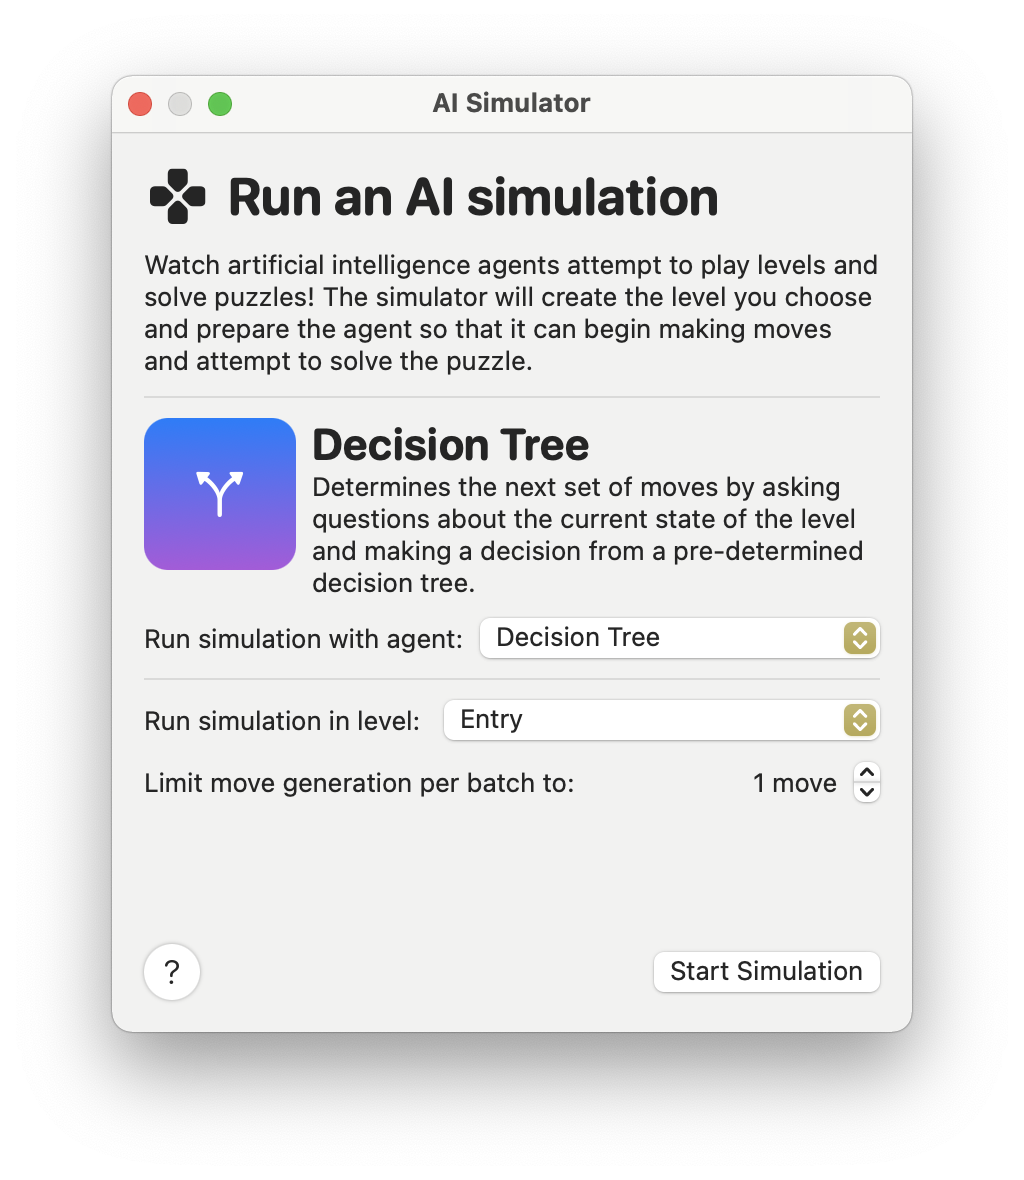 AI Simulator
Run an AI simulation
Watch artificial intelligence agents attempt to play levels and
solve puzzles! The simulator will create the level you choose
and prepare the agent so that it can begin making moves
and attempt to solve the puzzle.
Decision Tree
Determines the next set of moves by asking
questions about the current state of the level
and making a decision from a pre-determined
decision tree.
Run simulation with agent: Decision Tree
Run simulation in level: Entry
Limit move generation per batch to: 1 move
? Start Simulation